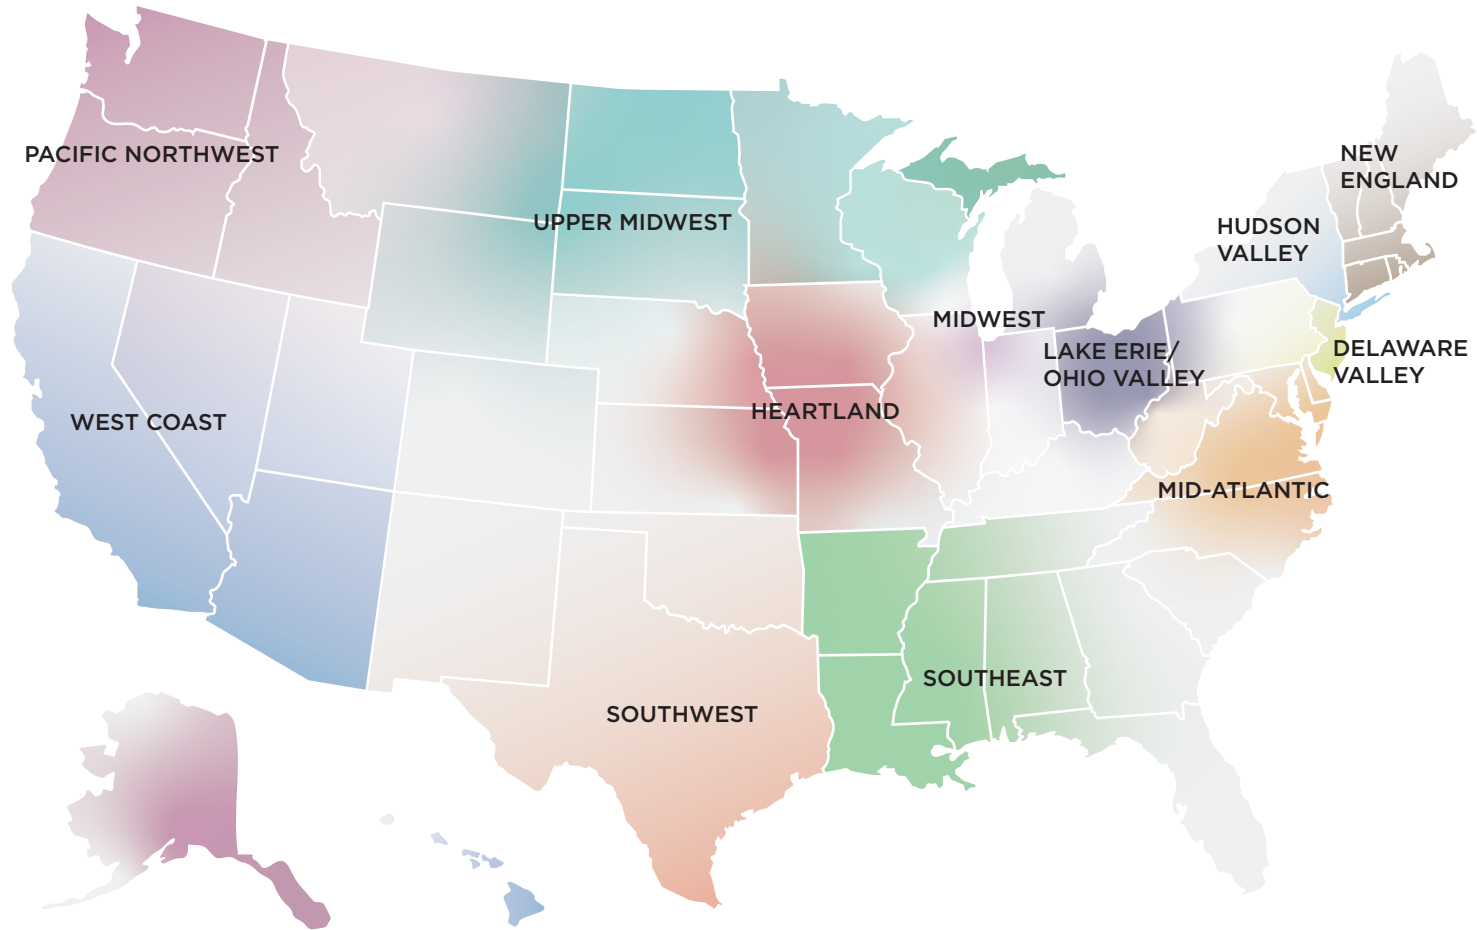 PACIFIC NORTHWEST
UPPER MIDWEST
NEW
ENGLAND
HUDSON
VALLEY
MIDWEST
LAKE ERIE/
OHIO VALLEY
DELAWARE
VALLEY
WEST COAST
HEARTLAND
MID-ATLANTIC
SOUTHEAST
SOUTHWEST